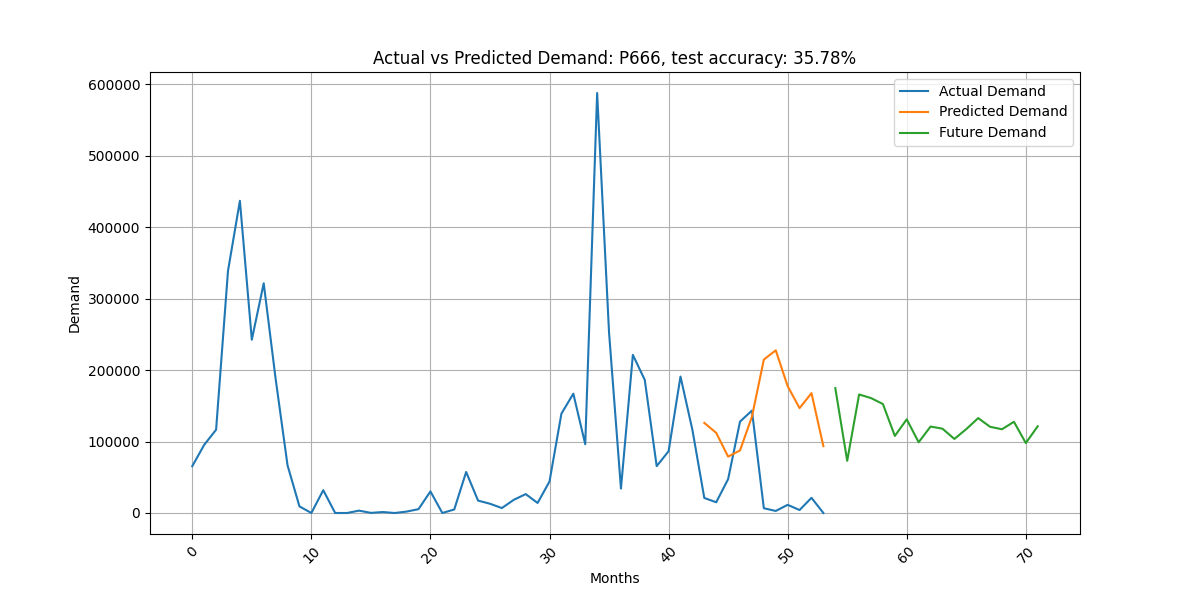 Actual vs Predicted Demand: P666, test accuracy: 35.78%
Actual Demand
Predicted Demand
Future Demand
600000
500000
400000
300000
200000
100000
0
Demand
0 10 20 30 40 50 60 70
Months